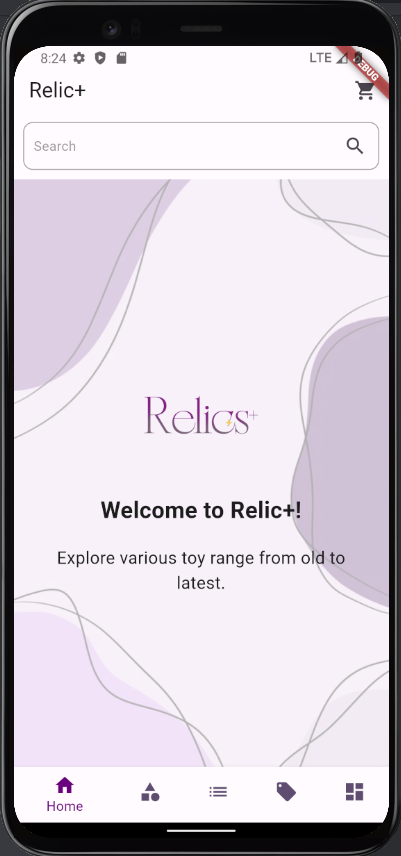 8:24
LTE
DEBUG
Relic+
Search
Relics+
Welcome to Relic+!
Explore various toy range from old to
latest.
Home